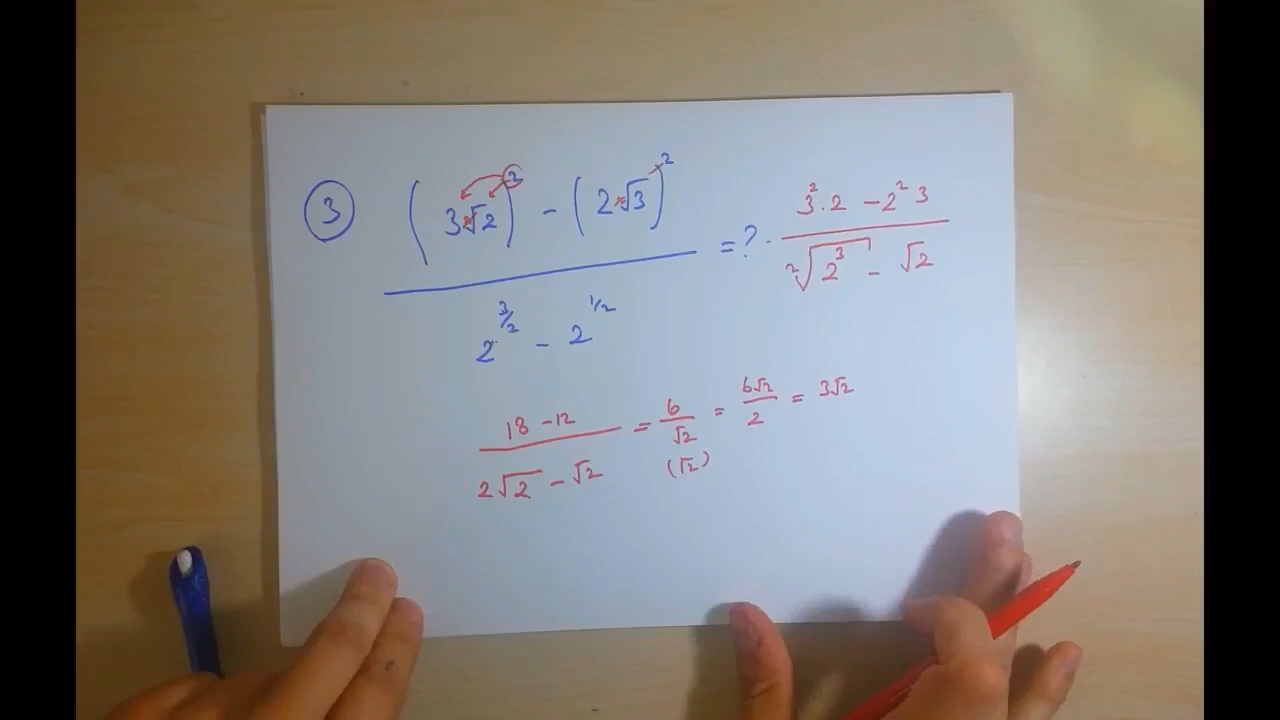 ③ (3×√2)² - (2×√3)² / 2^(3/2) - 2^(1/2) = ? · 3²·2 - 2² 3 / ²√2³ - √2
18 - 12 / 2√2 - √2 = 6 / √2 (√2) = 6√2 / 2 = 3√2